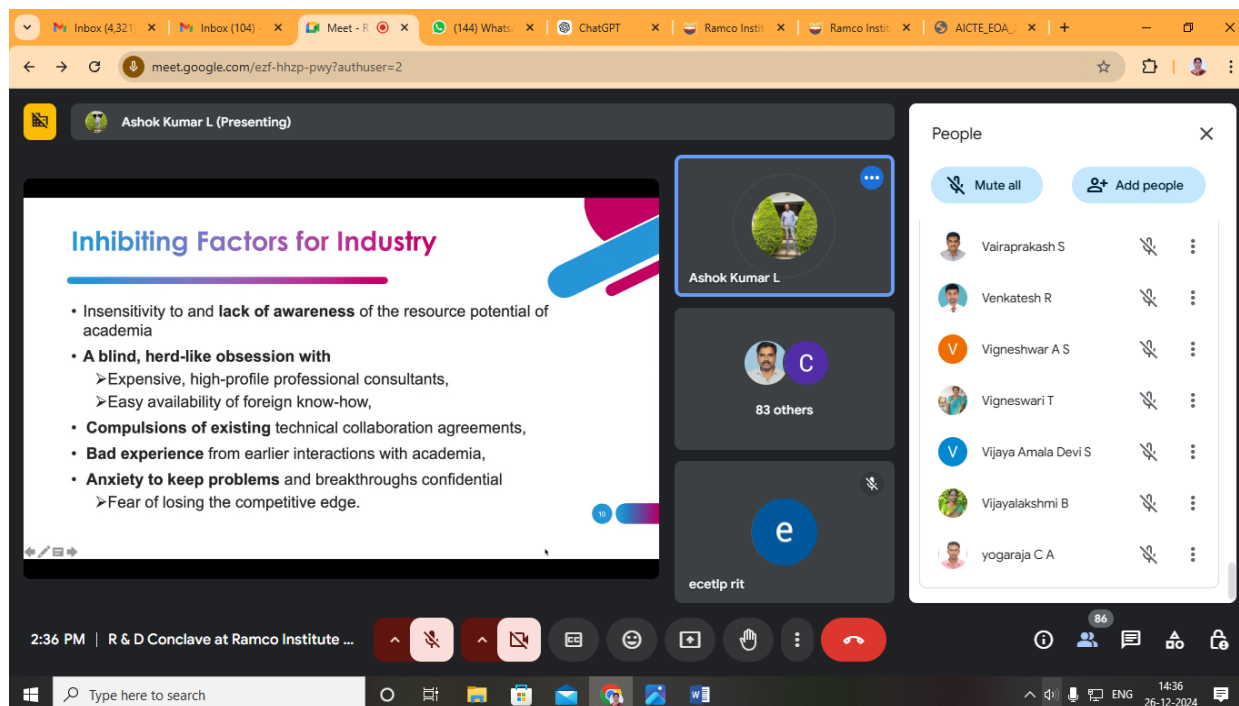 Inbox (4,321)
Inbox (104) -
Meet - R
(144) Whats
ChatGPT
Ramco Instit
Ramco Instit
AICTE_EOA_
meet.google.com/ezf-hhzp-pwy?authuser=2
Ashok Kumar L (Presenting)
Inhibiting Factors for Industry
• Insensitivity to and lack of awareness of the resource potential of
academia
• A blind, herd-like obsession with
➢Expensive, high-profile professional consultants,
➢Easy availability of foreign know-how,
• Compulsions of existing technical collaboration agreements,
• Bad experience from earlier interactions with academia,
• Anxiety to keep problems and breakthroughs confidential
➢Fear of losing the competitive edge.
10
Ashok Kumar L
C
83 others
e
ecetlp rit
People
Mute all
Add people
Vairaprakash S
Venkatesh R
V
Vigneshwar A S
Vigneswari T
V
Vijaya Amala Devi S
Vijayalakshmi B
yogaraja C A
2:36 PM | R & D Conclave at Ramco Institute ...
86
Type here to search
ENG
14:36
26-12-2024